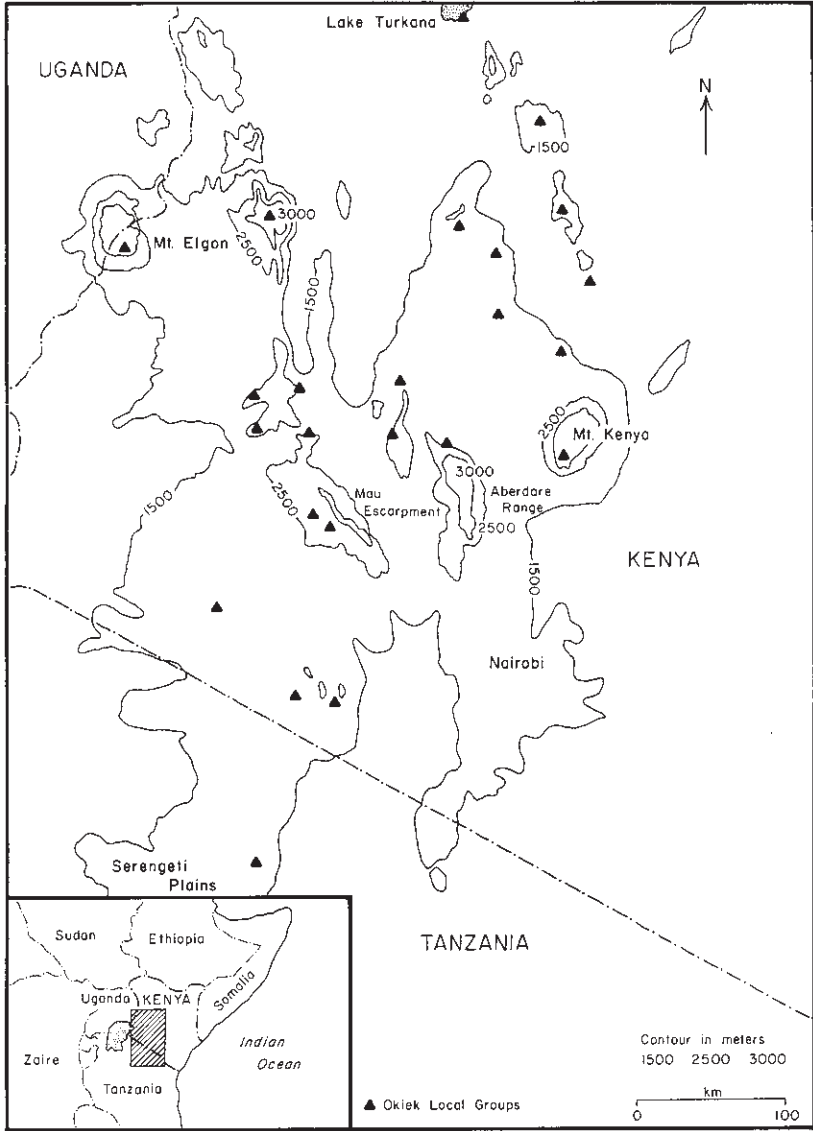 Lake Turkana
UGANDA
N
1500
3000
Mt. Elgon
2500
1500
2500
Mt. Kenya
3000
Mau
Escarpment
Aberdare
Range
2500
1500
2500
KENYA
1500
Nairobi
Serengeti
Plains
TANZANIA
Sudan
Ethiopia
Somalia
Uganda
KENYA
Indian
Ocean
Zaire
Tanzania
Contour in meters
1500 2500 3000
km
0 100
Okiek Local Groups